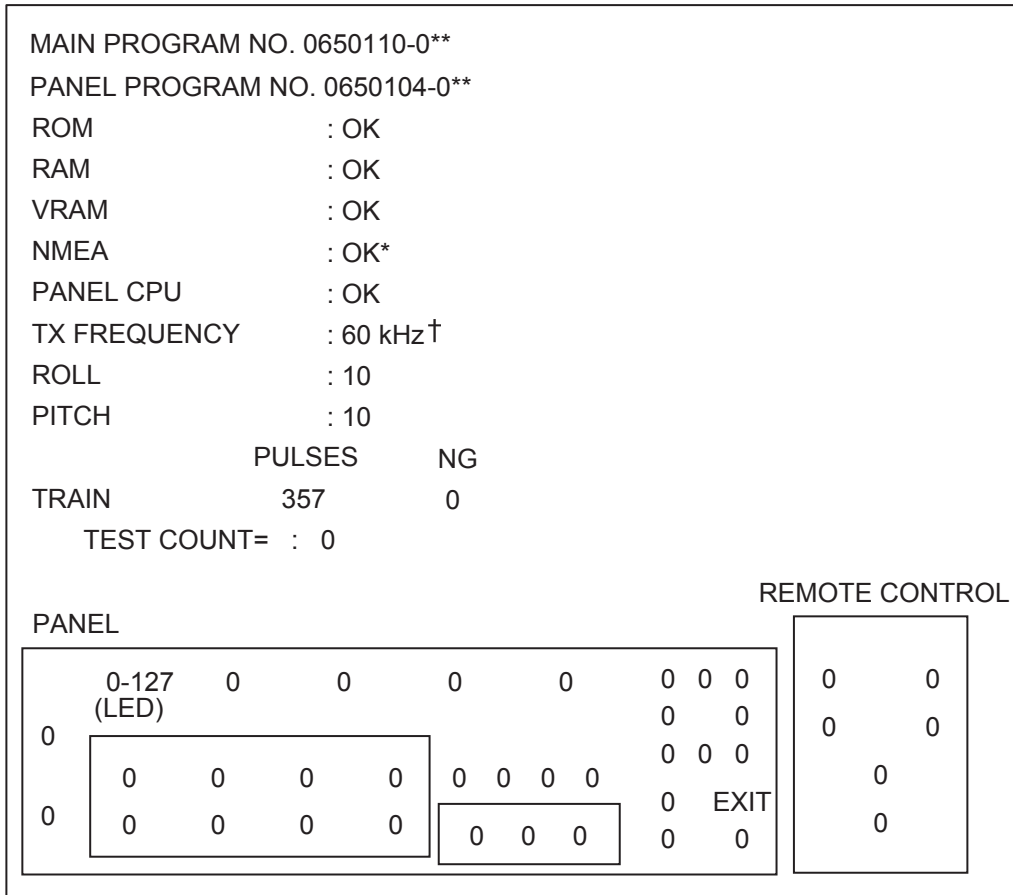 MAIN PROGRAM NO. 0650110-0**
PANEL PROGRAM NO. 0650104-0**
ROM : OK
RAM : OK
VRAM : OK
NMEA : OK*
PANEL CPU : OK
TX FREQUENCY : 60 kHz†
ROLL : 10
PITCH : 10
PULSES NG
TRAIN 357 0
TEST COUNT= : 0
REMOTE CONTROL
PANEL
0-127 0 0 0 0 0 0 0 0 0
(LED)
0 0
0 0 0
0 0 0 0
0 0 0 0 0 0 0 0 0
0 EXIT
0 0
0 0 0 0 0 0 0 0 0